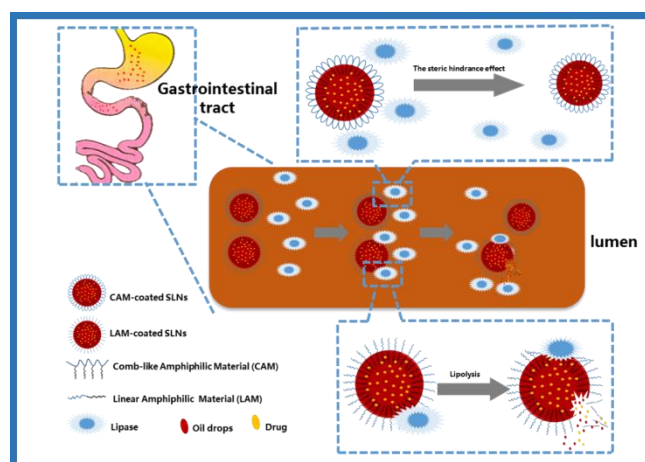 The steric hindrance effect
Gastrointestinal
tract
lumen
CAM-coated SLNs
LAM-coated SLNs
Comb-like Amphiphilic Material (CAM)
Linear Amphiphilic Material (LAM)
Lipase
Oil drops
Drug
Lipolysis